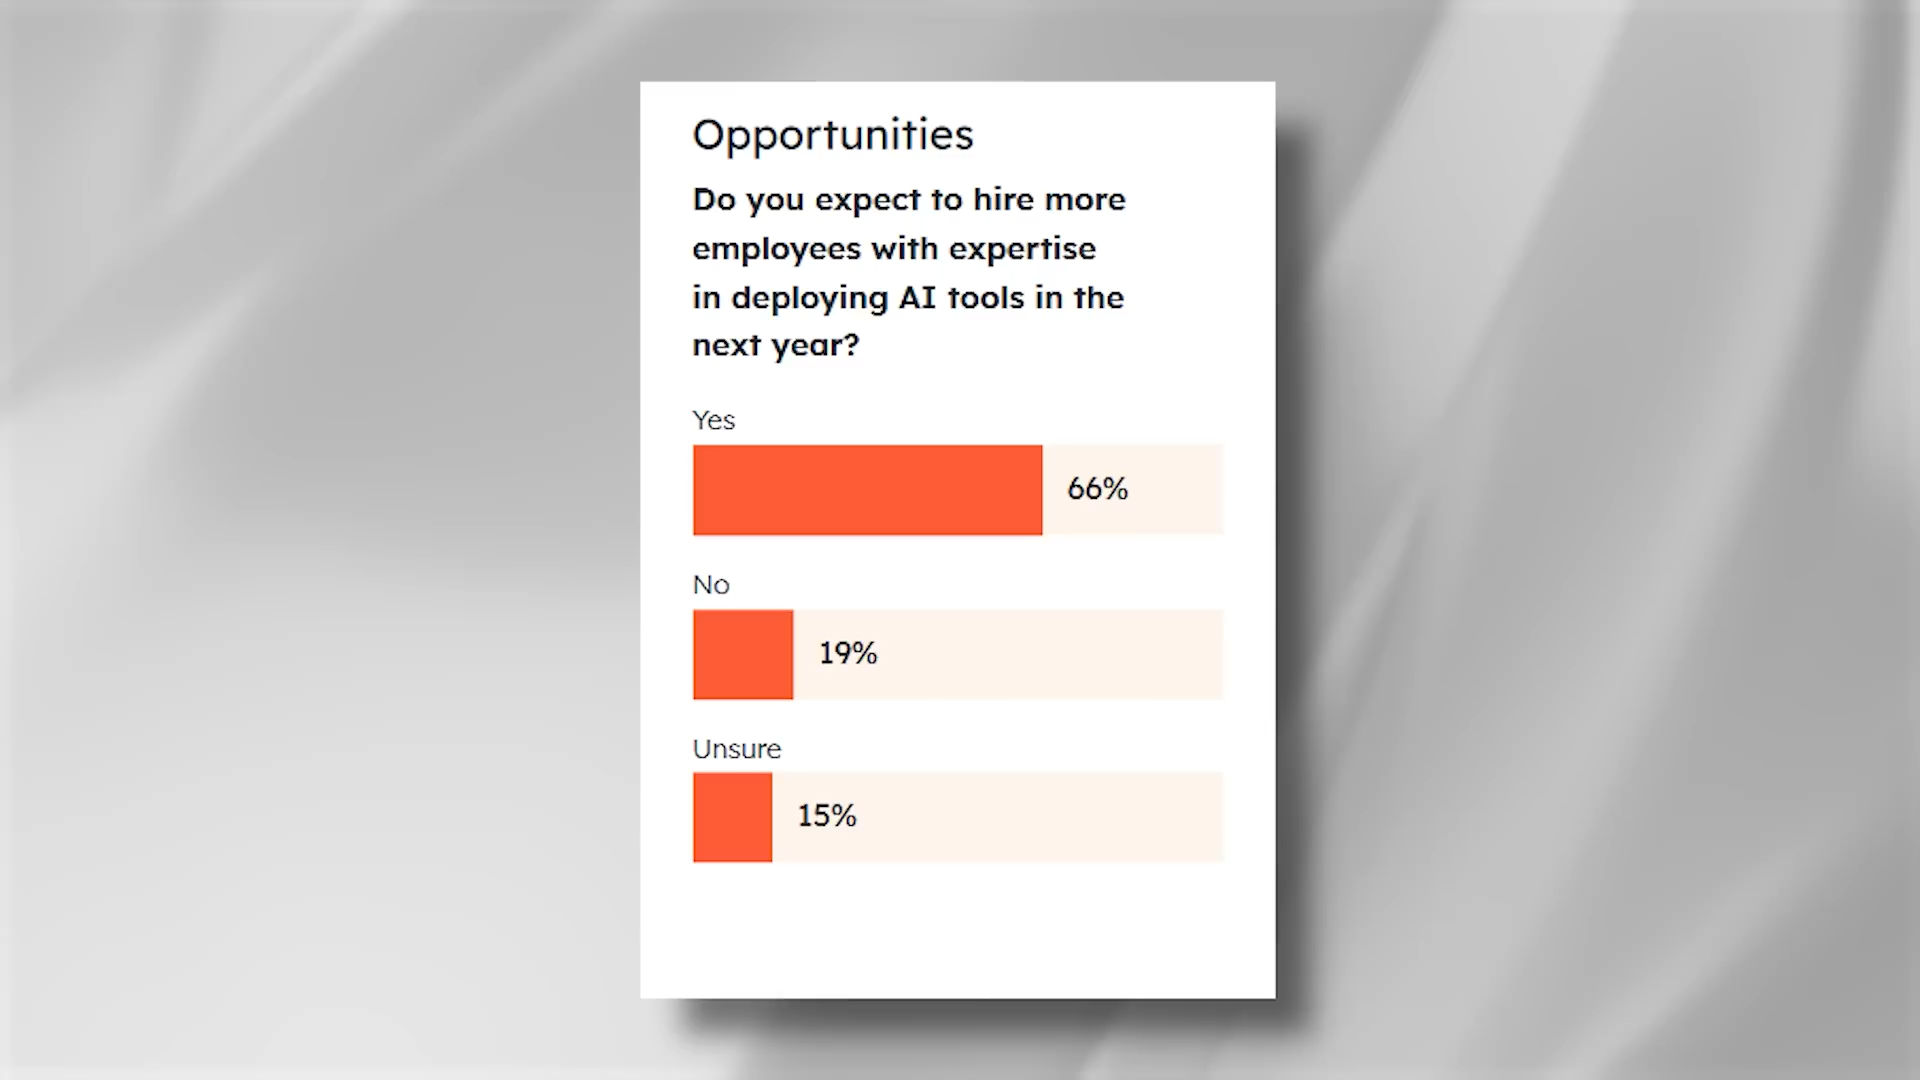 Opportunities
Do you expect to hire more
employees with expertise
in deploying AI tools in the
next year?
Yes
66%
No
19%
Unsure
15%